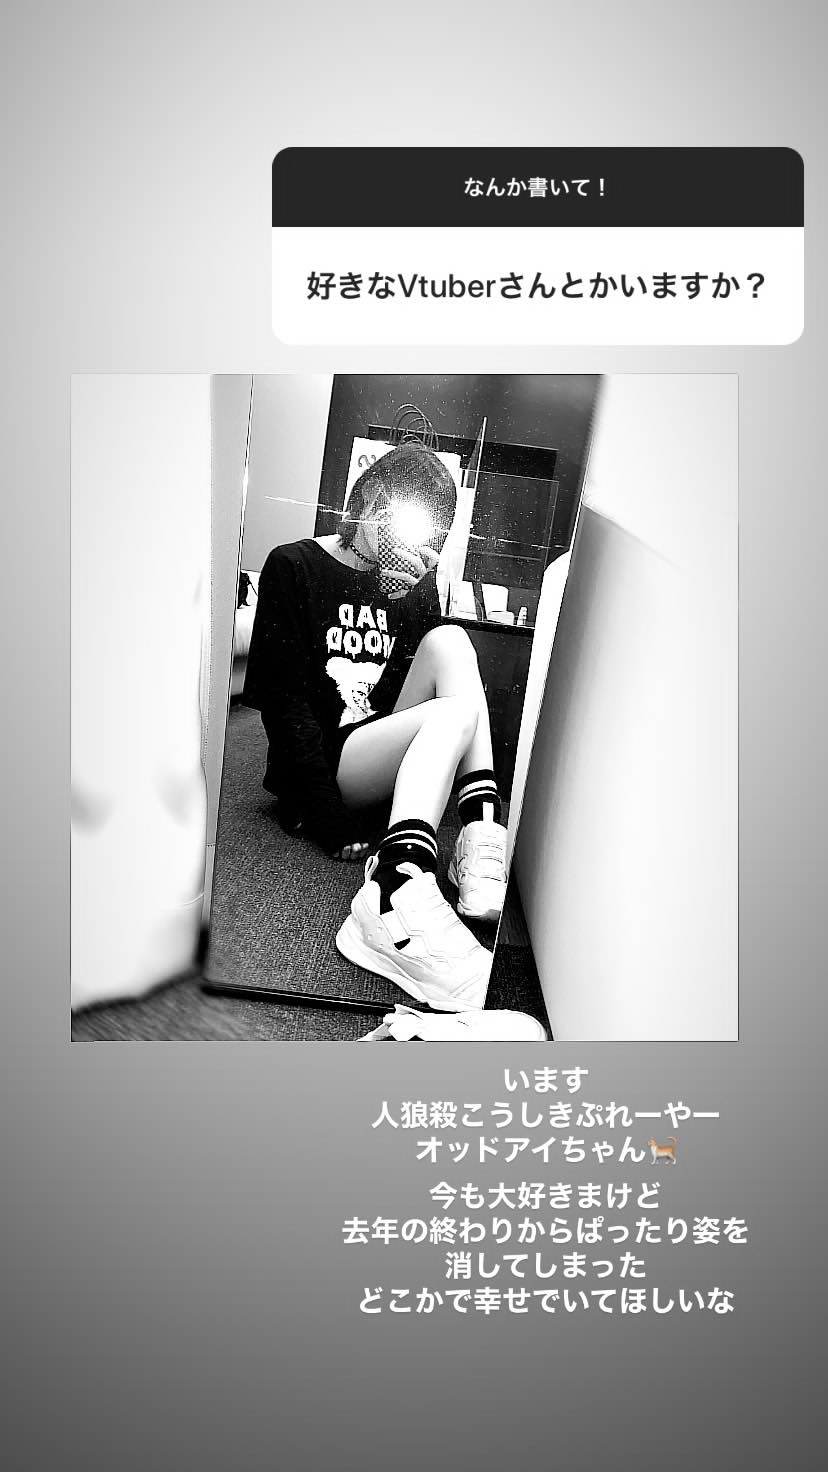 なんか書いて！
好きなVtuberさんとかいますか？
BAD
MOOD
います
人狼殺こうしきぷれーやー
オッドアイちゃん🐈
今も大好きまけど
去年の終わりからぱったり姿を
消してしまった
どこかで幸せでいてほしいな